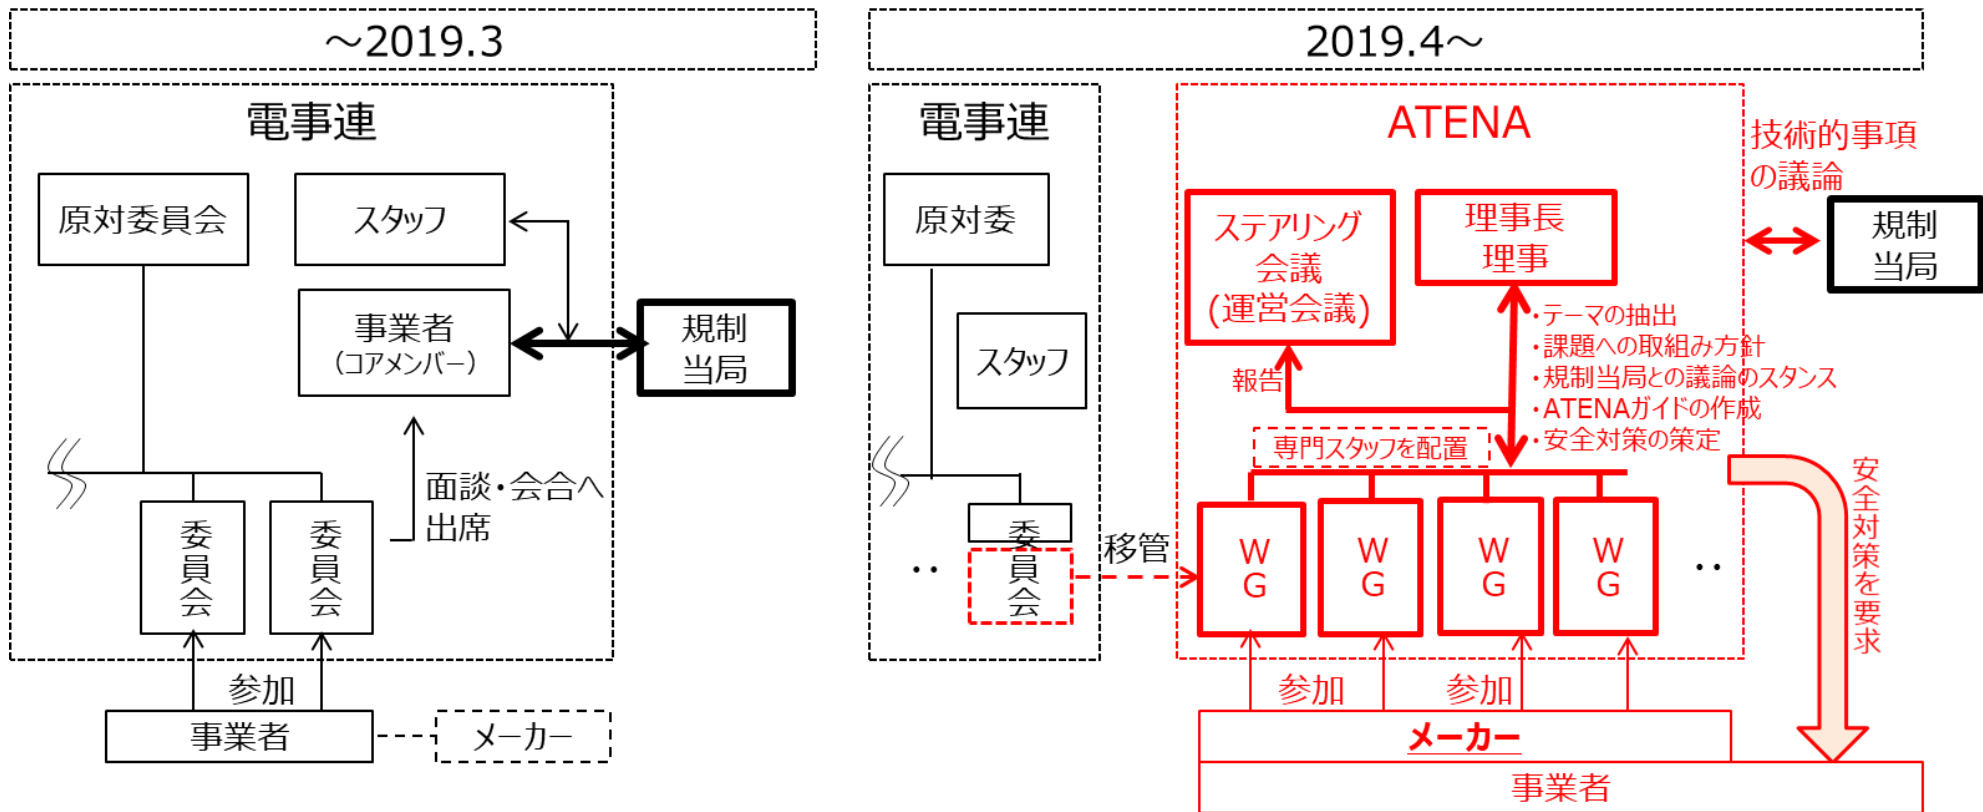 ～2019.3
電事連
原対委員会
スタッフ
事業者
（コアメンバー）
規制
当局
面談・会合へ
出席
委員会
委員会
参加
事業者
メーカー
2019.4～
電事連
原対委
スタッフ
委員会
‥
移管
ATENA
ステアリング
会議
(運営会議)
理事長
理事
技術的事項
の議論
規制
当局
・テーマの抽出
・課題への取組み方針
・規制当局との議論のスタンス
・ATENAガイドの作成
・安全対策の策定
報告
専門スタッフを配置
WG
WG
WG
WG
‥
安全対策を要求
参加
参加
メーカー
事業者